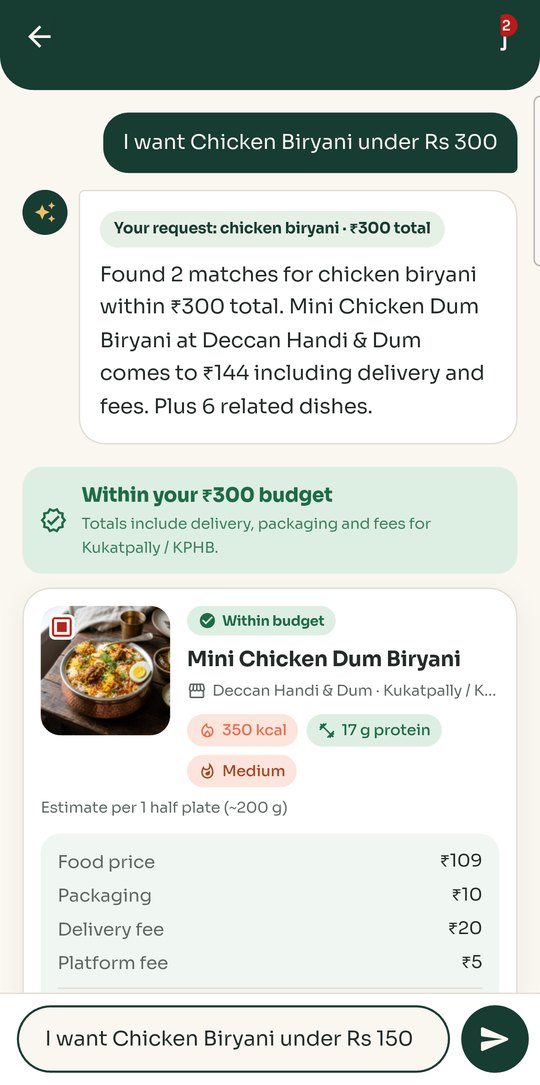 2
I want Chicken Biryani under Rs 300
Your request: chicken biryani · ₹300 total
Found 2 matches for chicken biryani
within ₹300 total. Mini Chicken Dum
Biryani at Deccan Handi & Dum
comes to ₹144 including delivery and
fees. Plus 6 related dishes.
Within your ₹300 budget
Totals include delivery, packaging and fees for
Kukatpally / KPHB.
Within budget
Mini Chicken Dum Biryani
Deccan Handi & Dum · Kukatpally / K...
350 kcal
17 g protein
Medium
Estimate per 1 half plate (~200 g)
Food price ₹109
Packaging ₹10
Delivery fee ₹20
Platform fee ₹5
I want Chicken Biryani under Rs 150